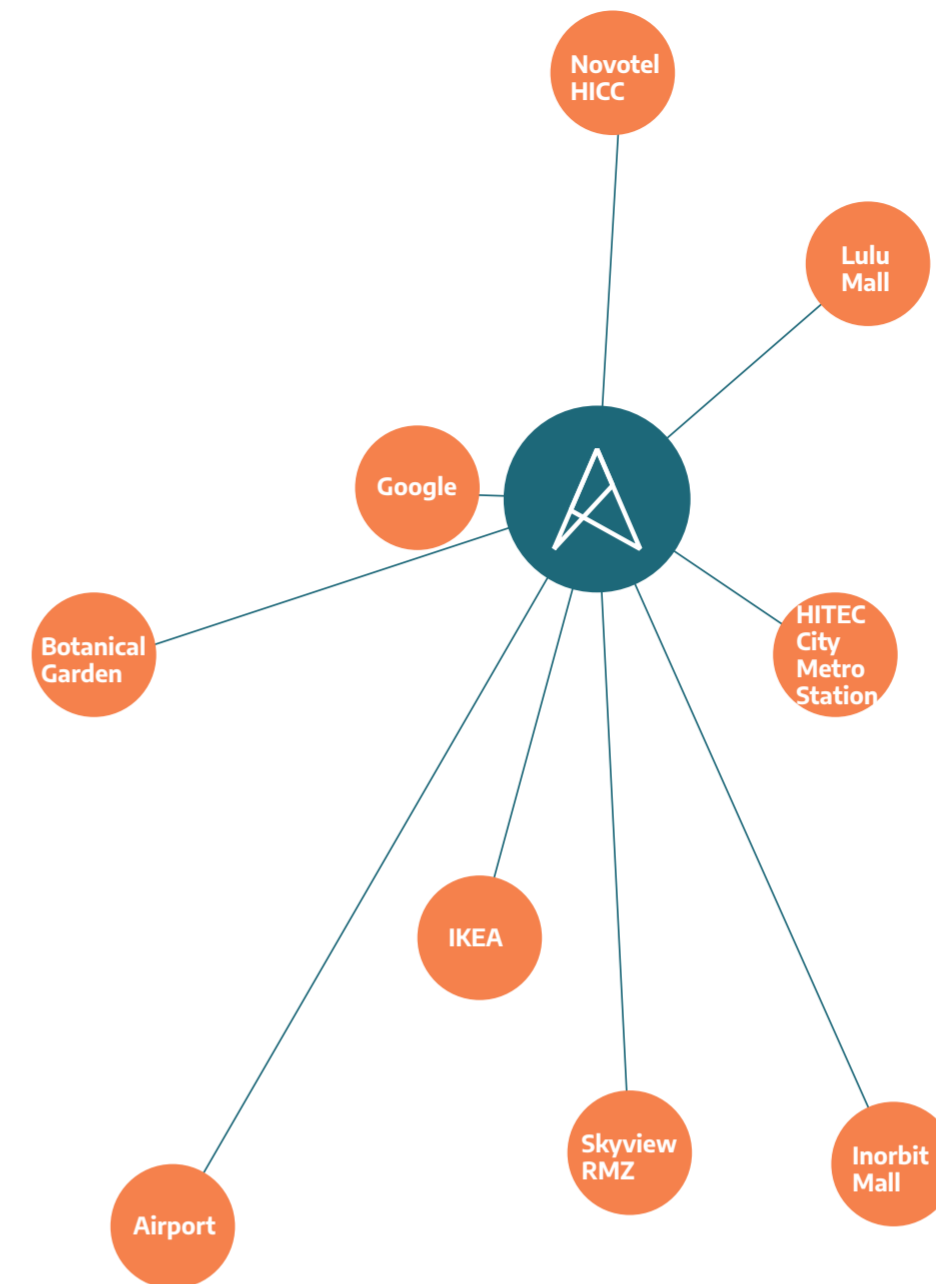 Novotel
HICC
Lulu
Mall
Google
HITEC
City
Metro
Station
Botanical
Garden
IKEA
Skyview
RMZ
Inorbit
Mall
Airport